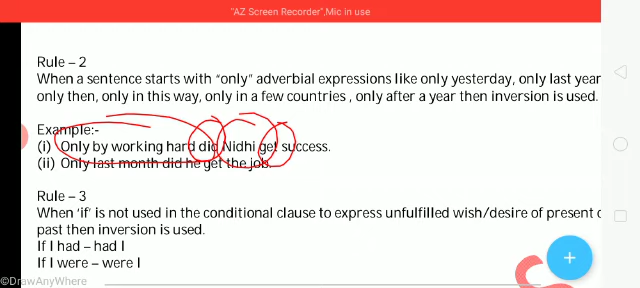 "AZ Screen Recorder",Mic in use
Rule – 2
When a sentence starts with “only” adverbial expressions like only yesterday, only last year
only then, only in this way, only in a few countries , only after a year then inversion is used.
Example:-
(i) Only by working hard did Nidhi get success.
(ii) Only last month did he get the job.
Rule – 3
When 'if' is not used in the conditional clause to express unfulfilled wish/desire of present
past then inversion is used.
If I had – had I
If I were – were I
©DrawAnyWhere